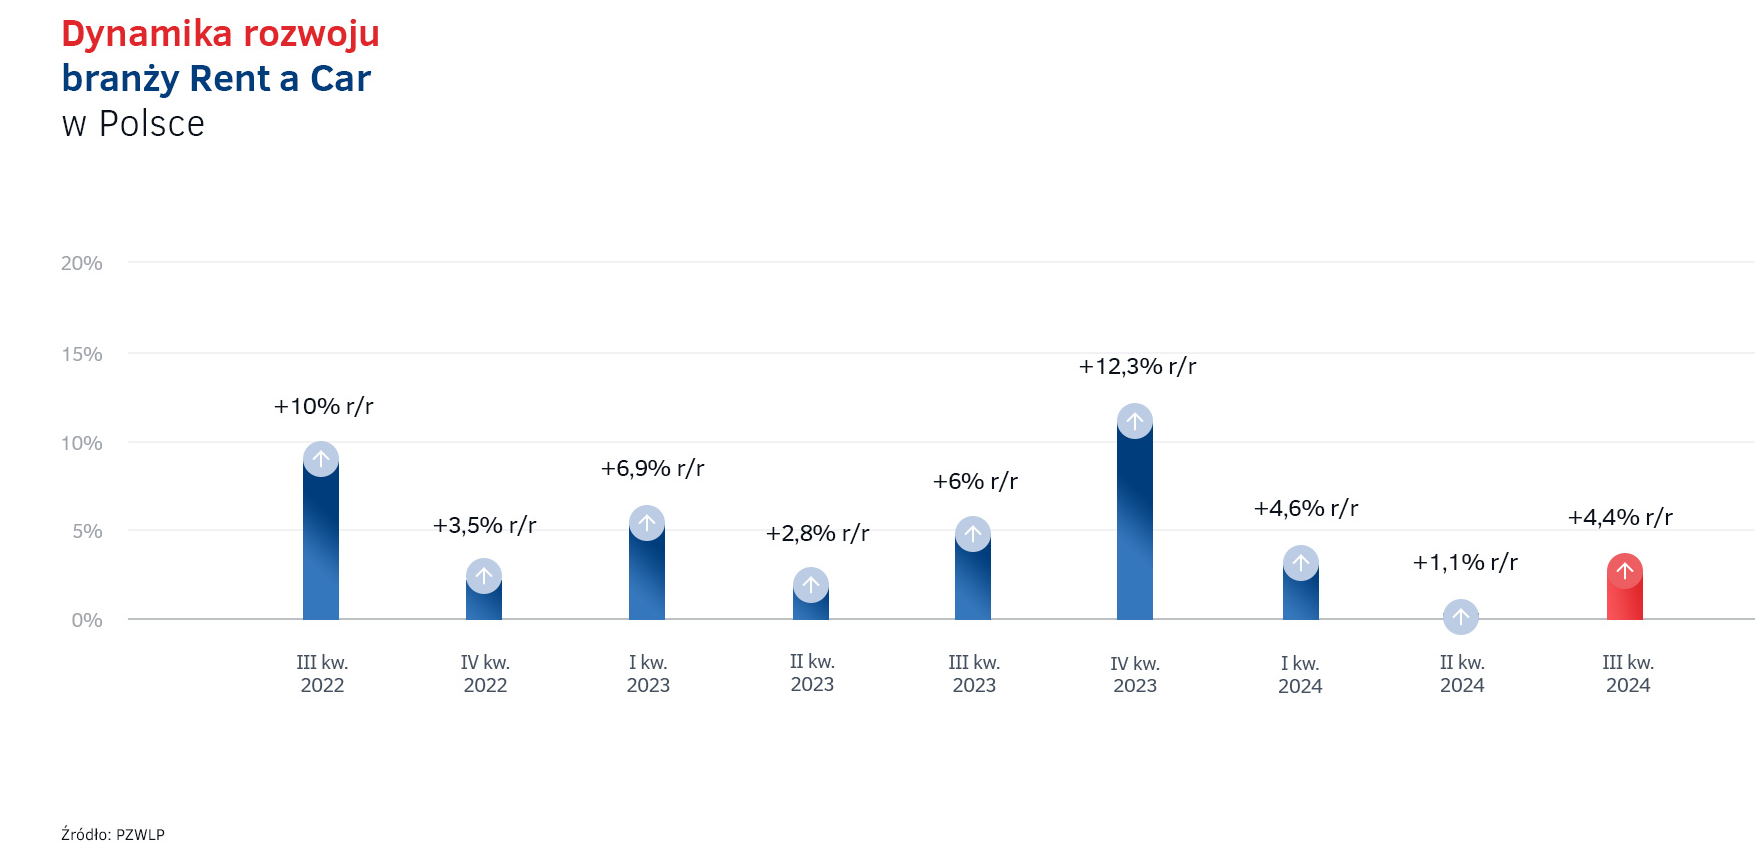 Dynamika rozwoju
branży Rent a Car
w Polsce
20%
15%
10%
5%
0%
+10% r/r
+3,5% r/r
+6,9% r/r
+2,8% r/r
+6% r/r
+12,3% r/r
+4,6% r/r
+1,1% r/r
+4,4% r/r
III kw.
2022
IV kw.
2022
I kw.
2023
II kw.
2023
III kw.
2023
IV kw.
2023
I kw.
2024
II kw.
2024
III kw.
2024
Źródło: PZWLP